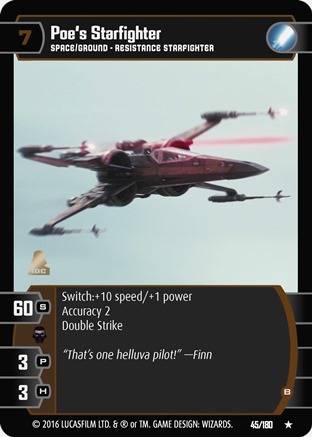 7
Poe's Starfighter
SPACE/GROUND - RESISTANCE STARFIGHTER
IDC
60 S
3 P
3 H
Switch:+10 speed/+1 power
Accuracy 2
Double Strike
“That's one helluva pilot!” —Finn
B
© 2016 LUCASFILM LTD. & ® or TM. GAME DESIGN: WIZARDS. 45/180 ★